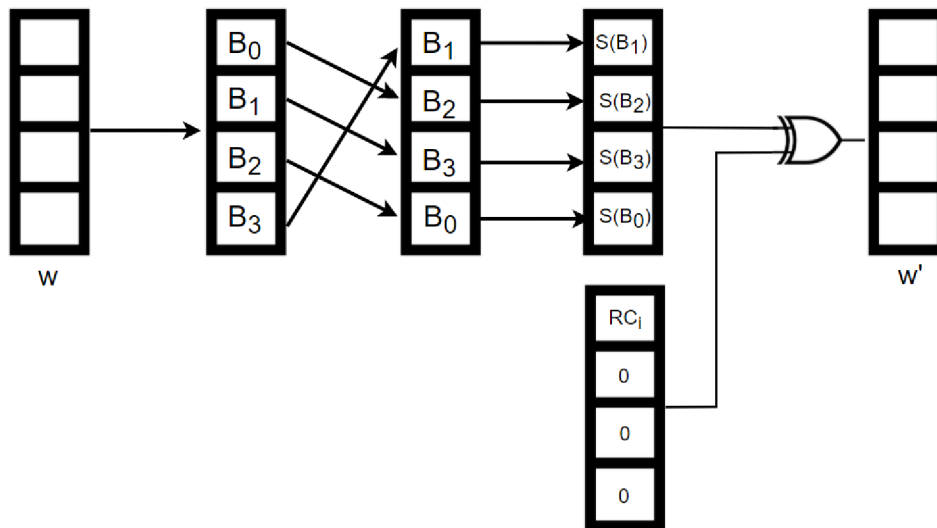 B₀
B₁
B₂
B₃
B₁
B₂
B₃
B₀
S(B₁)
S(B₂)
S(B₃)
S(B₀)
w
w'
RCᵢ
0
0
0